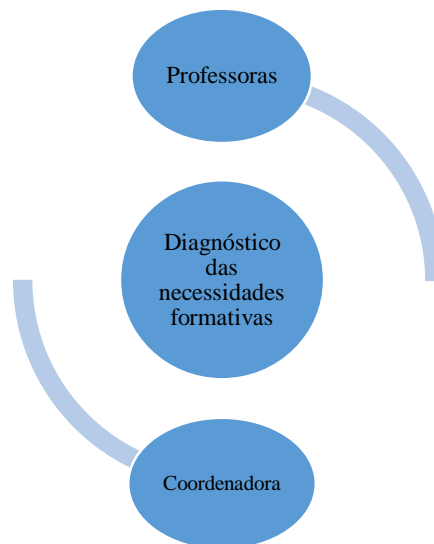 Professoras
Diagnóstico
das
necessidades
formativas
Coordenadora